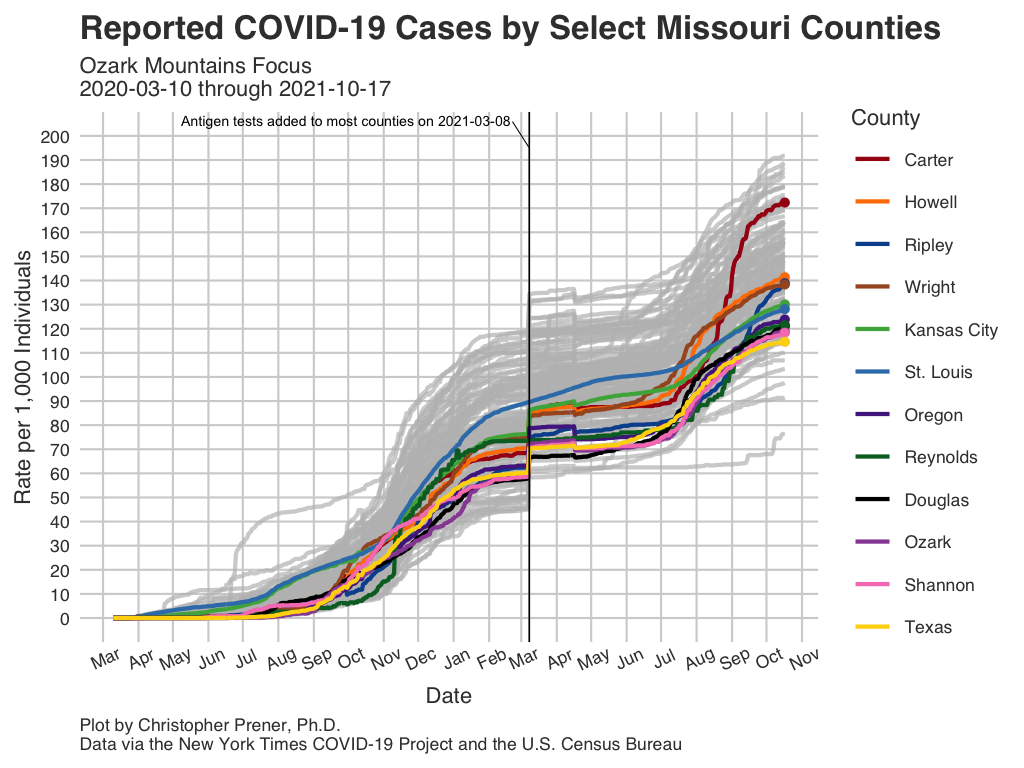 Reported COVID-19 Cases by Select Missouri Counties
Ozark Mountains Focus
2020-03-10 through 2021-10-17
Antigen tests added to most counties on 2021-03-08
Rate per 1,000 Individuals
200
190
180
170
160
150
140
130
120
110
100
90
80
70
60
50
40
30
20
10
0
Mar Apr May Jun Jul Aug Sep Oct Nov Dec Jan Feb Mar Apr May Jun Jul Aug Sep Oct Nov
Date
County
Carter
Howell
Ripley
Wright
Kansas City
St. Louis
Oregon
Reynolds
Douglas
Ozark
Shannon
Texas
Plot by Christopher Prener, Ph.D.
Data via the New York Times COVID-19 Project and the U.S. Census Bureau